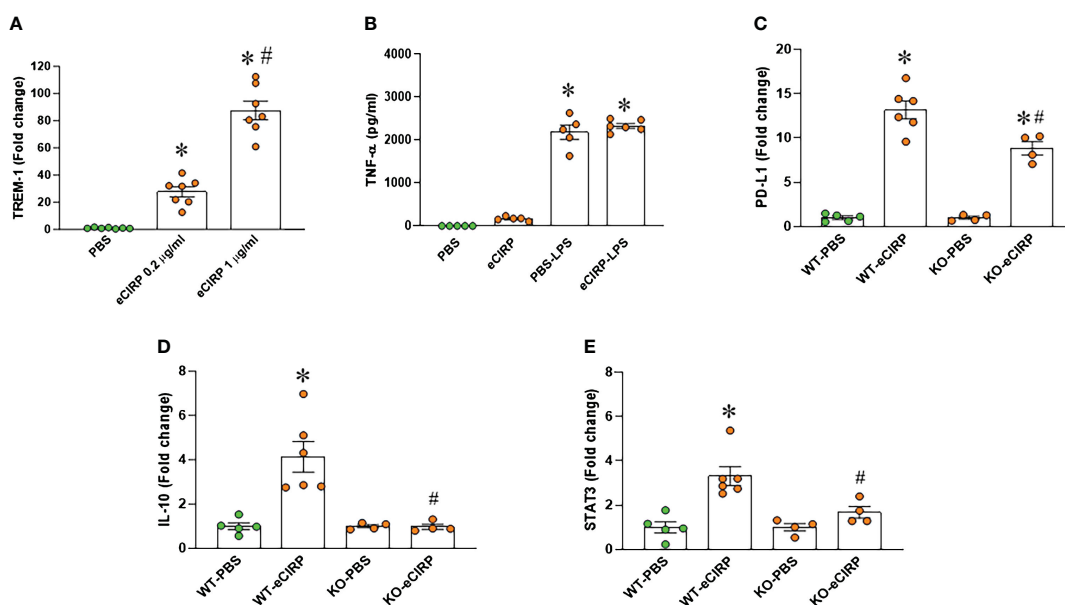 A
TREM-1 (Fold change)
120
100
80
60
40
20
0
*
* #
PBS
eCIRP 0.2 µg/ml
eCIRP 1 µg/ml
B
TNF-α (pg/ml)
4000
3000
2000
1000
0
*
*
PBS
eCIRP
PBS-LPS
eCIRP-LPS
C
PD-L1 (Fold change)
20
15
10
5
0
*
*#
WT-PBS
WT-eCIRP
KO-PBS
KO-eCIRP
D
IL-10 (Fold change)
8
6
4
2
0
*
#
WT-PBS
WT-eCIRP
KO-PBS
KO-eCIRP
E
STAT3 (Fold change)
8
6
4
2
0
*
#
WT-PBS
WT-eCIRP
KO-PBS
KO-eCIRP